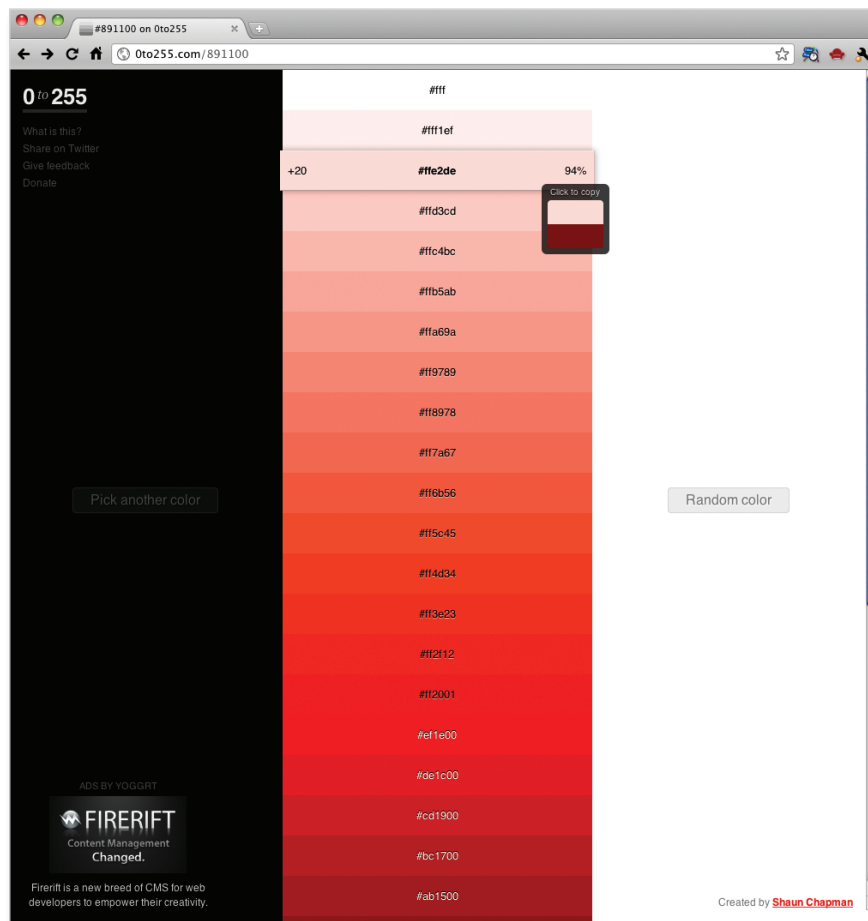 #891100 on 0to255
0to255.com/891100
0 to 255
What is this?
Share on Twitter
Give feedback
Donate
#fff
#fff1ef
+20 #ffe2de 94%
Click to copy
#ffd3cd
#ffc4bc
#ffb5ab
#ffa69a
#ff9789
#ff8978
#ff7a67
#ff6b56
Pick another color
Random color
#ff5c45
#ff4d34
#ff3e23
#ff2f12
#ff2001
#ef1e00
#de1c00
#cd1900
#bc1700
#ab1500
ADS BY YOGGRT
FIRERIFT
Content Management
Changed.
Firerift is a new breed of CMS for web
developers to empower their creativity.
Created by Shaun Chapman